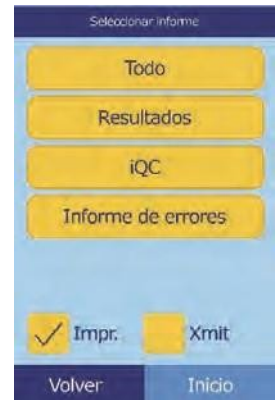 Seleccionar informe
Todo
Resultados
iQC
Informe de errores
Impr. Xmit
Volver Inicio